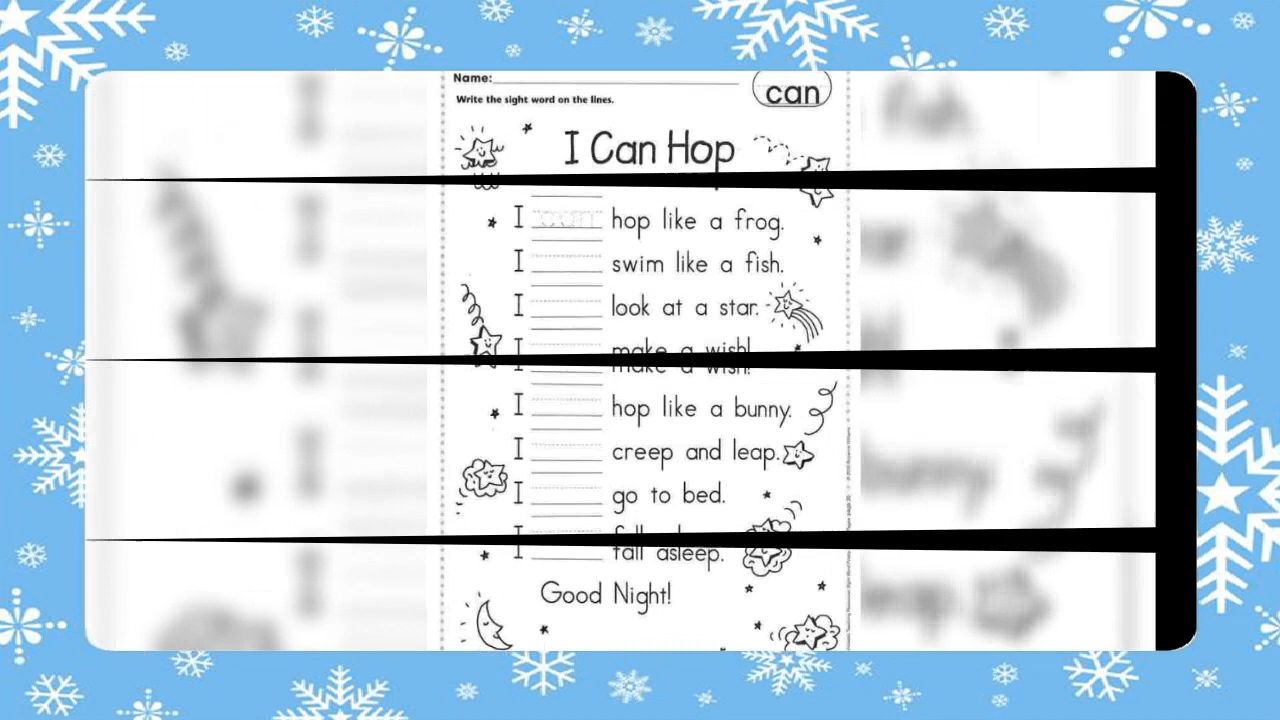 Name:
can
Write the sight word on the lines.
I Can Hop
I can hop like a frog.
I swim like a fish.
I look at a star.
I make a wish!
I hop like a bunny.
I creep and leap.
I go to bed.
I fall asleep.
Good Night!